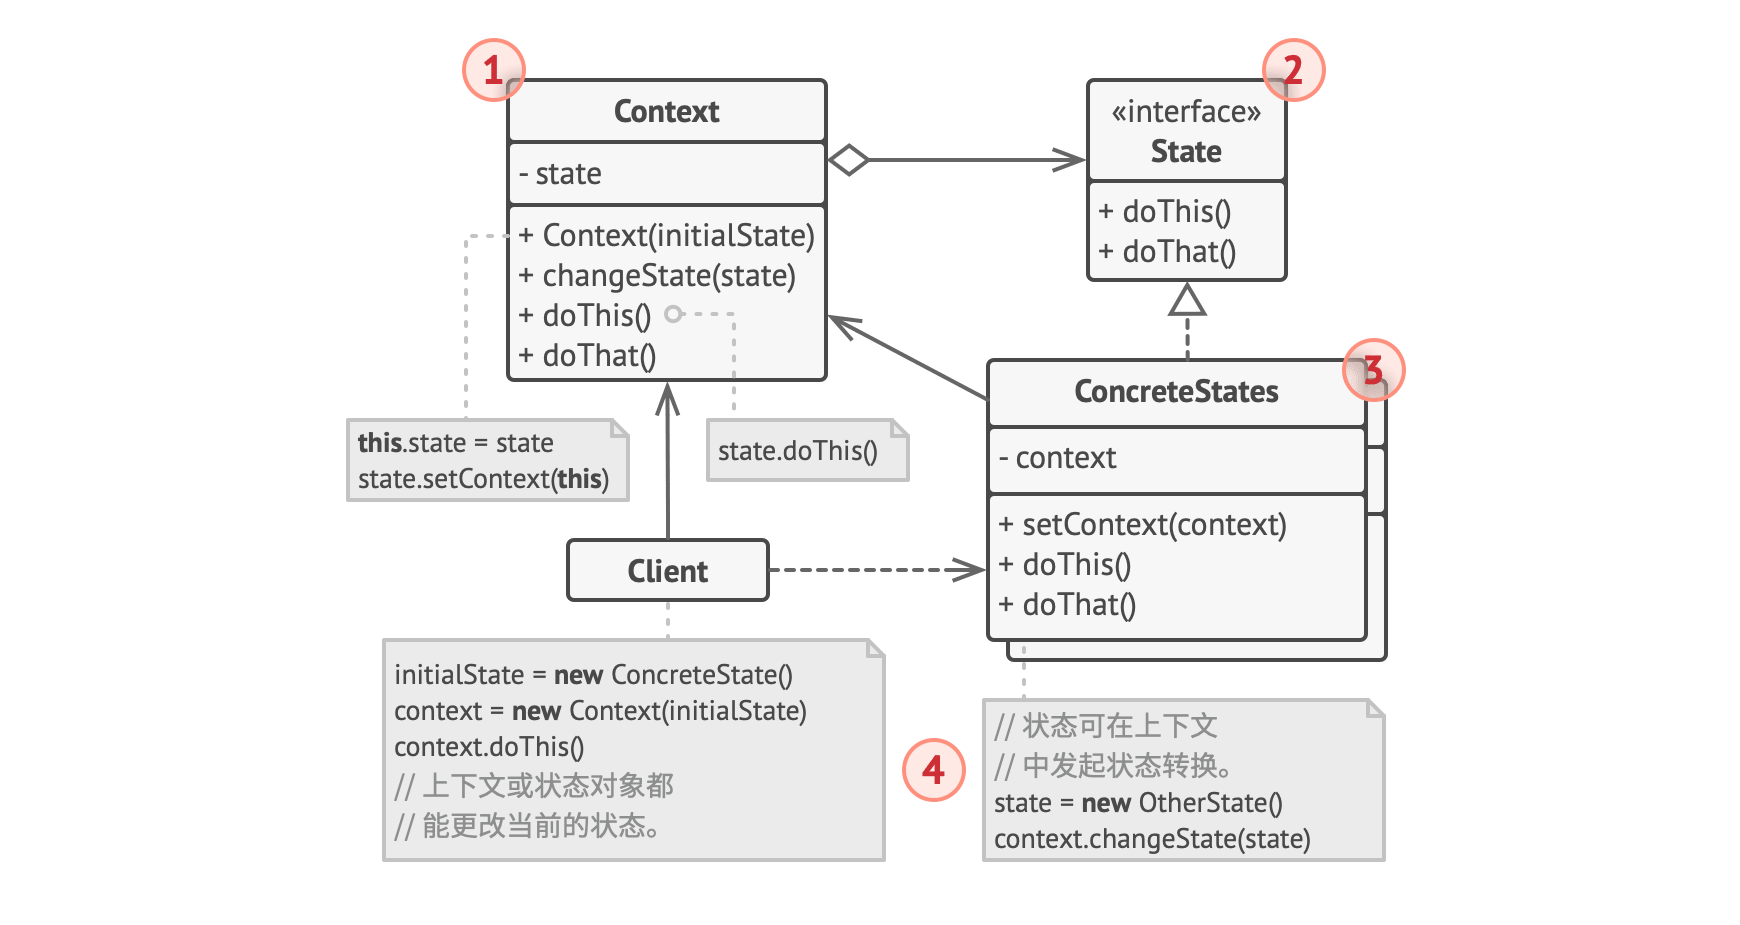 1
Context
- state
+ Context(initialState)
+ changeState(state)
+ doThis()
+ doThat()
2
«interface»
State
+ doThis()
+ doThat()
3
ConcreteStates
- context
+ setContext(context)
+ doThis()
+ doThat()
this.state = state
state.setContext(this)
state.doThis()
Client
initialState = new ConcreteState()
context = new Context(initialState)
context.doThis()
// 上下文或状态对象都
// 能更改当前的状态。
4
// 状态可在上下文
// 中发起状态转换。
state = new OtherState()
context.changeState(state)